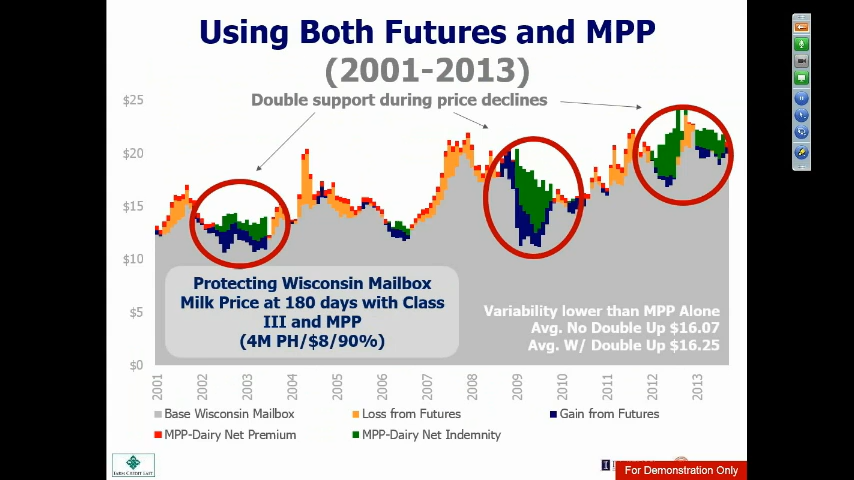 Using Both Futures and MPP
(2001-2013)
Double support during price declines
$25
$20
$15
$10
$5
$0
Protecting Wisconsin Mailbox
Milk Price at 180 days with Class
III and MPP
(4M PH/$8/90%)
Variability lower than MPP Alone
Avg. No Double Up $16.07
Avg. W/ Double Up $16.25
2001 2002 2003 2004 2005 2006 2007 2008 2009 2010 2011 2012 2013
Base Wisconsin Mailbox Loss from Futures Gain from Futures
MPP-Dairy Net Premium MPP-Dairy Net Indemnity
FARM CREDIT EAST
For Demonstration Only